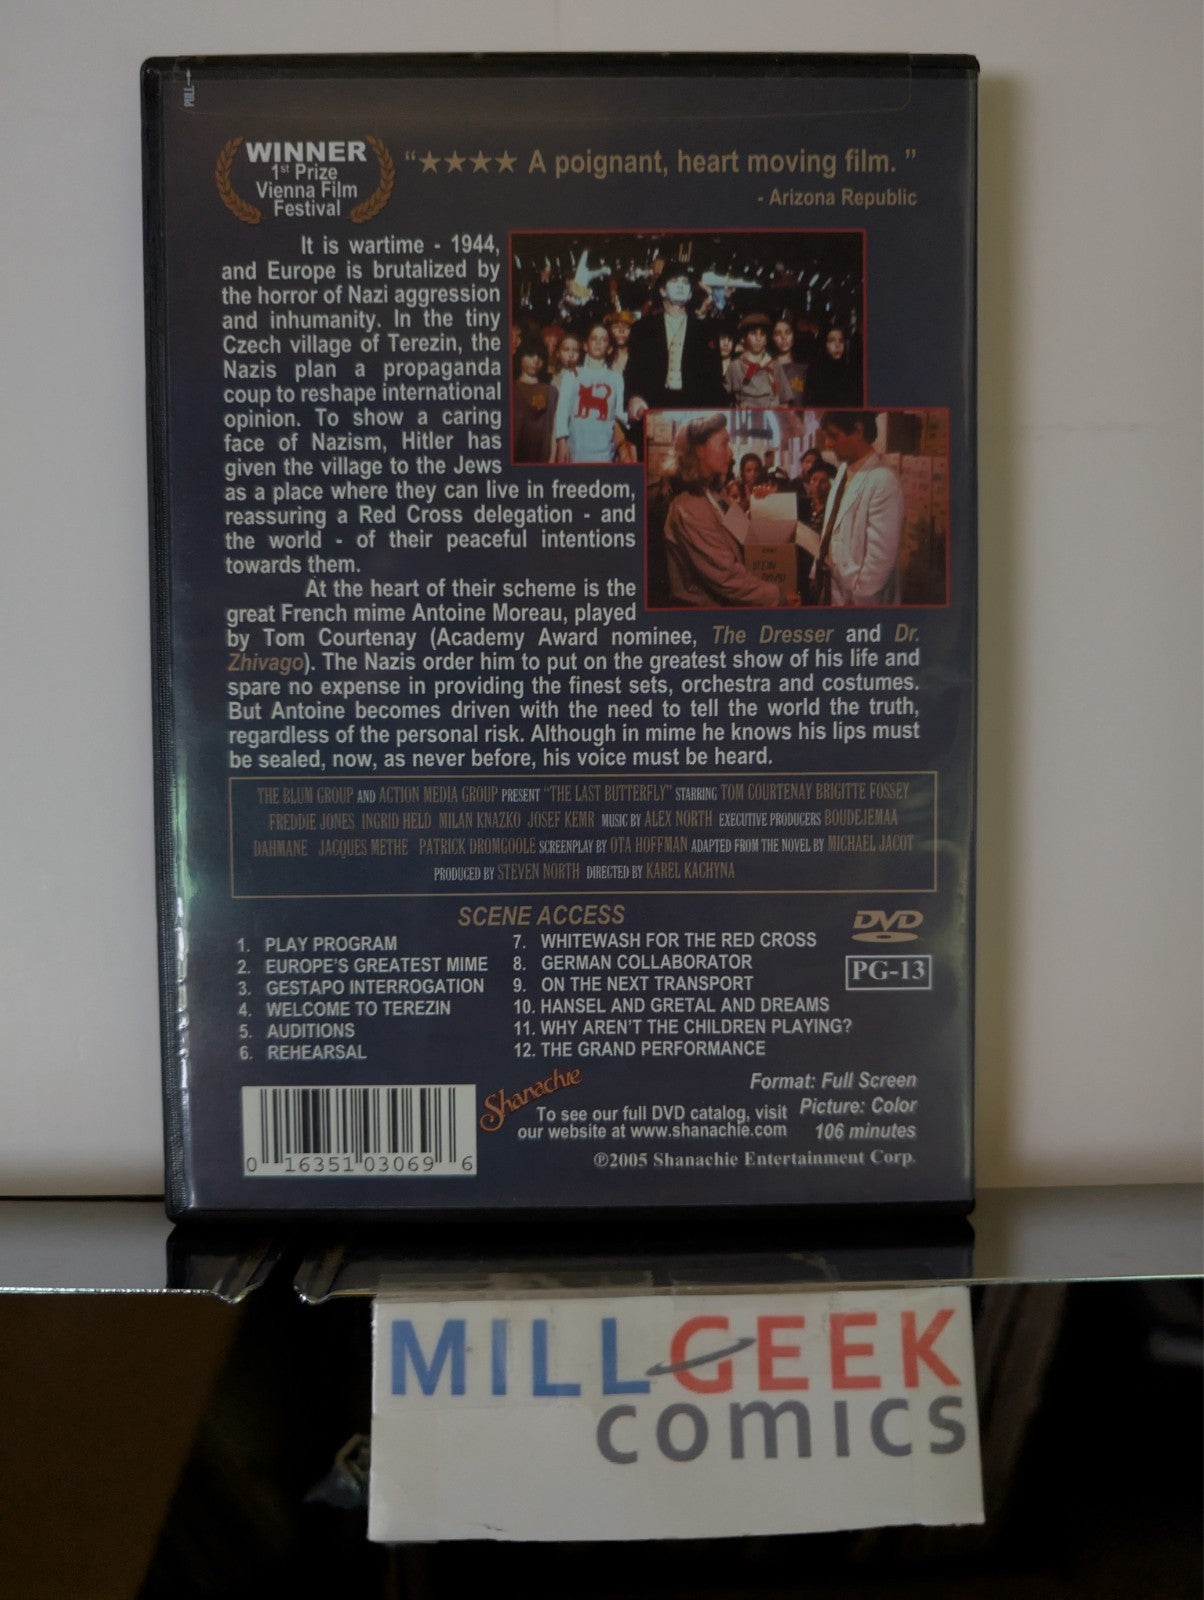 PULL→
WINNER
1st Prize
Vienna Film
Festival
“★★★★ A poignant, heart moving film. ”
- Arizona Republic
It is wartime - 1944,
and Europe is brutalized by
the horror of Nazi aggression
and inhumanity. In the tiny
Czech village of Terezin, the
Nazis plan a propaganda
coup to reshape international
opinion. To show a caring
face of Nazism, Hitler has
given the village to the Jews
as a place where they can live in freedom,
reassuring a Red Cross delegation - and
the world - of their peaceful intentions
towards them.
At the heart of their scheme is the
great French mime Antoine Moreau, played
by Tom Courtenay (Academy Award nominee, The Dresser and Dr.
Zhivago). The Nazis order him to put on the greatest show of his life and
spare no expense in providing the finest sets, orchestra and costumes.
But Antoine becomes driven with the need to tell the world the truth,
regardless of the personal risk. Although in mime he knows his lips must
be sealed, now, as never before, his voice must be heard.
THE BLUM GROUP AND ACTION MEDIA GROUP PRESENT "THE LAST BUTTERFLY" STARRING TOM COURTENAY BRIGITTE FOSSEY
FREDDIE JONES INGRID HELD MILAN KNAZKO JOSEF KEMR MUSIC BY ALEX NORTH EXECUTIVE PRODUCERS BOUDEJEMAA
DAHMANE JACQUES METHE PATRICK DROMGOOLE SCREENPLAY BY OTA HOFFMAN ADAPTED FROM THE NOVEL BY MICHAEL JACOT
PRODUCED BY STEVEN NORTH DIRECTED BY KAREL KACHYNA
SCENE ACCESS
1. PLAY PROGRAM
2. EUROPE'S GREATEST MIME
3. GESTAPO INTERROGATION
4. WELCOME TO TEREZIN
5. AUDITIONS
6. REHEARSAL
7. WHITEWASH FOR THE RED CROSS
8. GERMAN COLLABORATOR
9. ON THE NEXT TRANSPORT
10. HANSEL AND GRETAL AND DREAMS
11. WHY AREN'T THE CHILDREN PLAYING?
12. THE GRAND PERFORMANCE
DVD
PG-13
0 16351 03069 6
Shanachie
To see our full DVD catalog, visit
our website at www.shanachie.com
Format: Full Screen
Picture: Color
106 minutes
℗2005 Shanachie Entertainment Corp.
MILLGEEK
comics